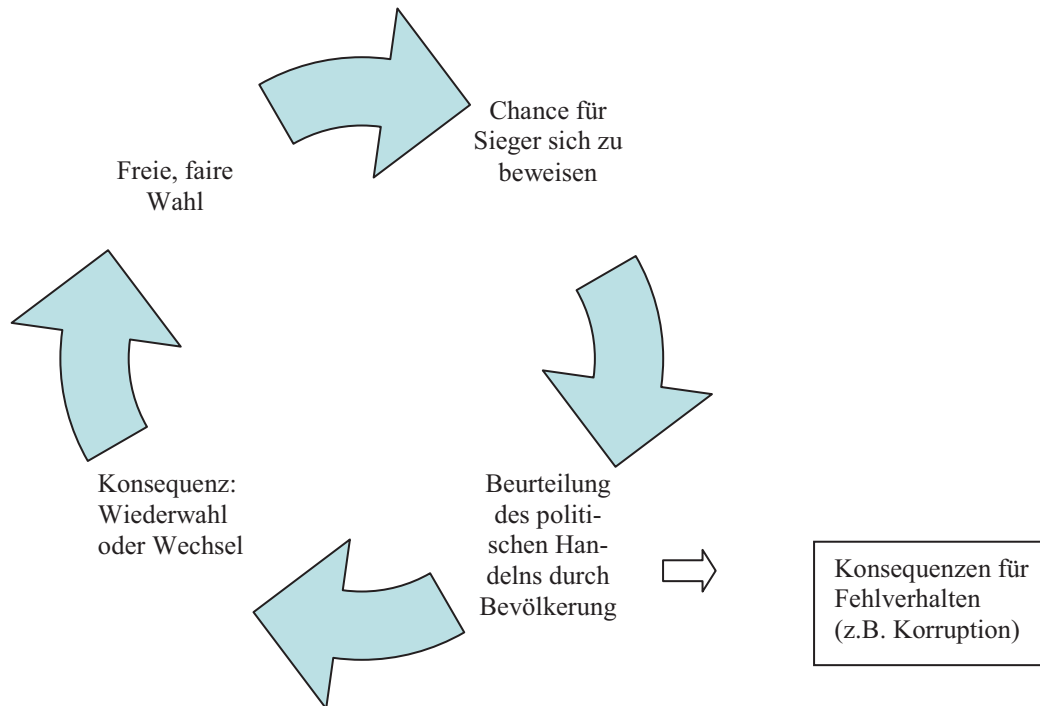 Freie, faire
Wahl
Chance für
Sieger sich zu
beweisen
Beurteilung
des politi-
schen Han-
delns durch
Bevölkerung
Konsequenzen für
Fehlverhalten
(z.B. Korruption)
Konsequenz:
Wiederwahl
oder Wechsel